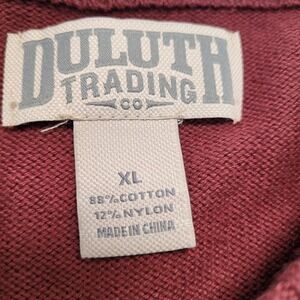 DULUTH
TRADING
CO
XL
88% COTTON
12% NYLON
MADE IN CHINA